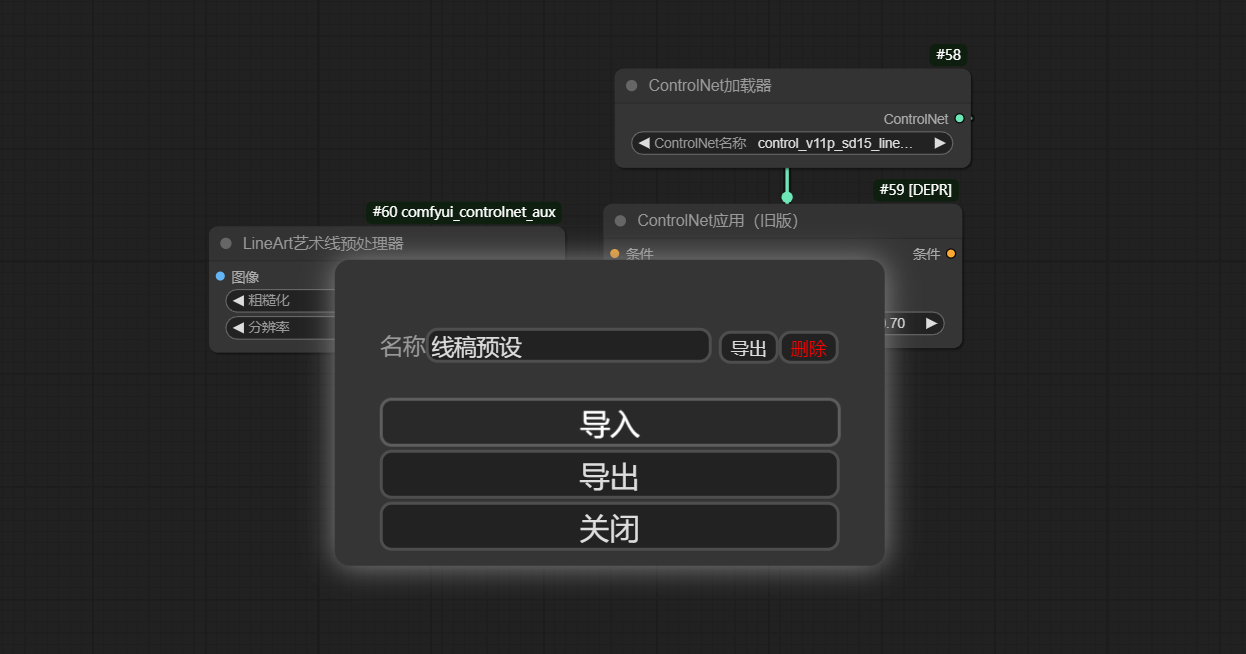 #58
ControlNet加载器
ControlNet
ControlNet名称 control_v11p_sd15_line...
#59 [DEPR]
#60 comfyui_controlnet_aux
ControlNet应用（旧版）
LineArt艺术线预处理器
条件 条件
图像
粗糙化
分辨率
.70
名称 线稿预设 导出 删除
导入
导出
关闭